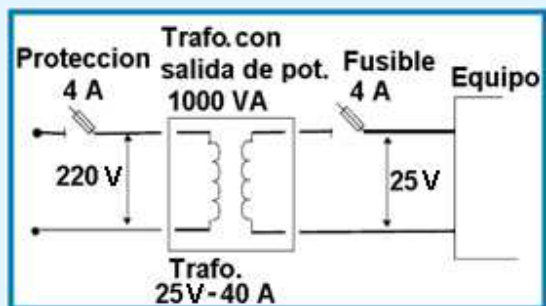 Proteccion
4 A
Trafo. con
salida de pot.
1000 VA
Fusible
4 A
Equipo
220 V
25 V
Trafo.
25V-40 A